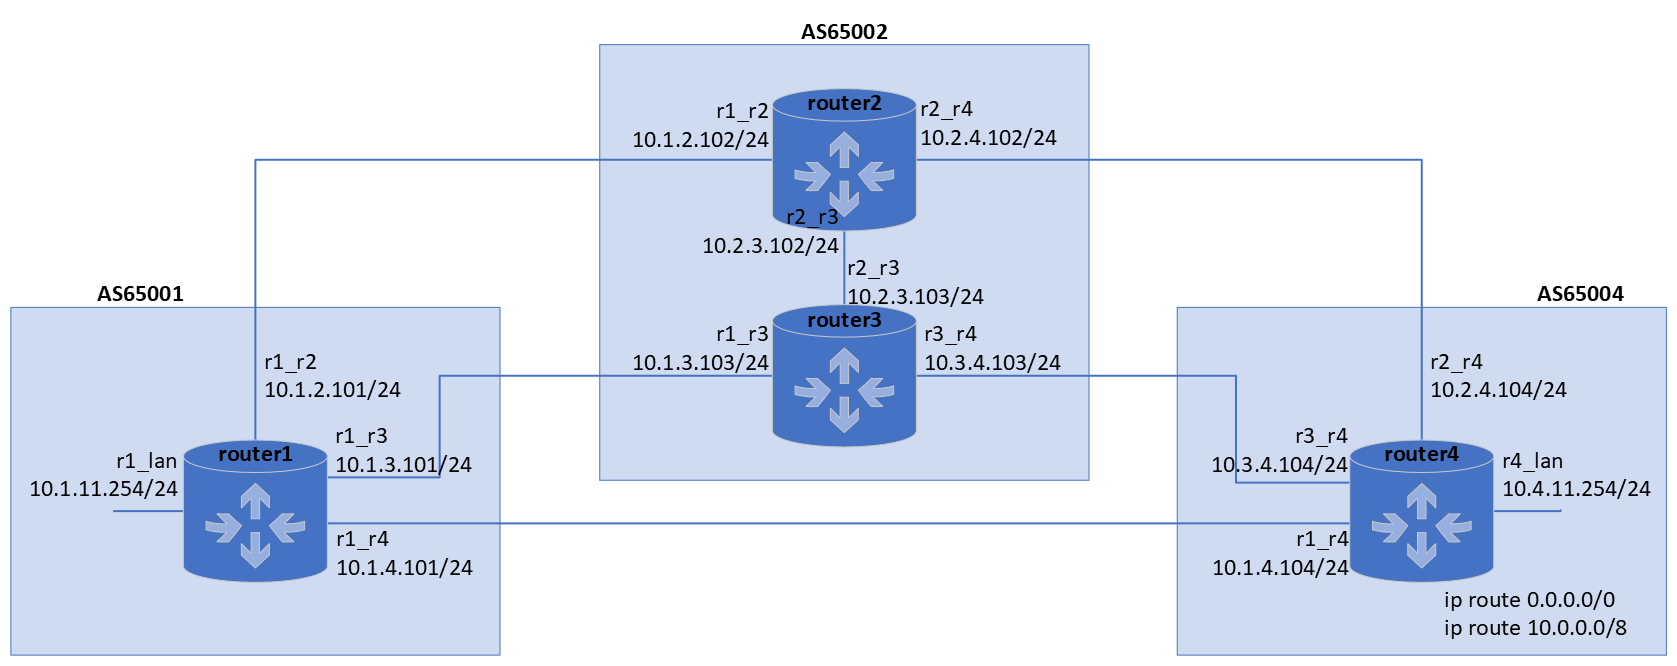 AS65002
router2
r1_r2
10.1.2.102/24
r2_r4
10.2.4.102/24
r2_r3
10.2.3.102/24
r2_r3
10.2.3.103/24
router3
r1_r3
10.1.3.103/24
r3_r4
10.3.4.103/24
AS65001
r1_r2
10.1.2.101/24
r1_r3
10.1.3.101/24
router1
r1_lan
10.1.11.254/24
r1_r4
10.1.4.101/24
AS65004
r2_r4
10.2.4.104/24
r3_r4
10.3.4.104/24
router4
r4_lan
10.4.11.254/24
r1_r4
10.1.4.104/24
ip route 0.0.0.0/0
ip route 10.0.0.0/8